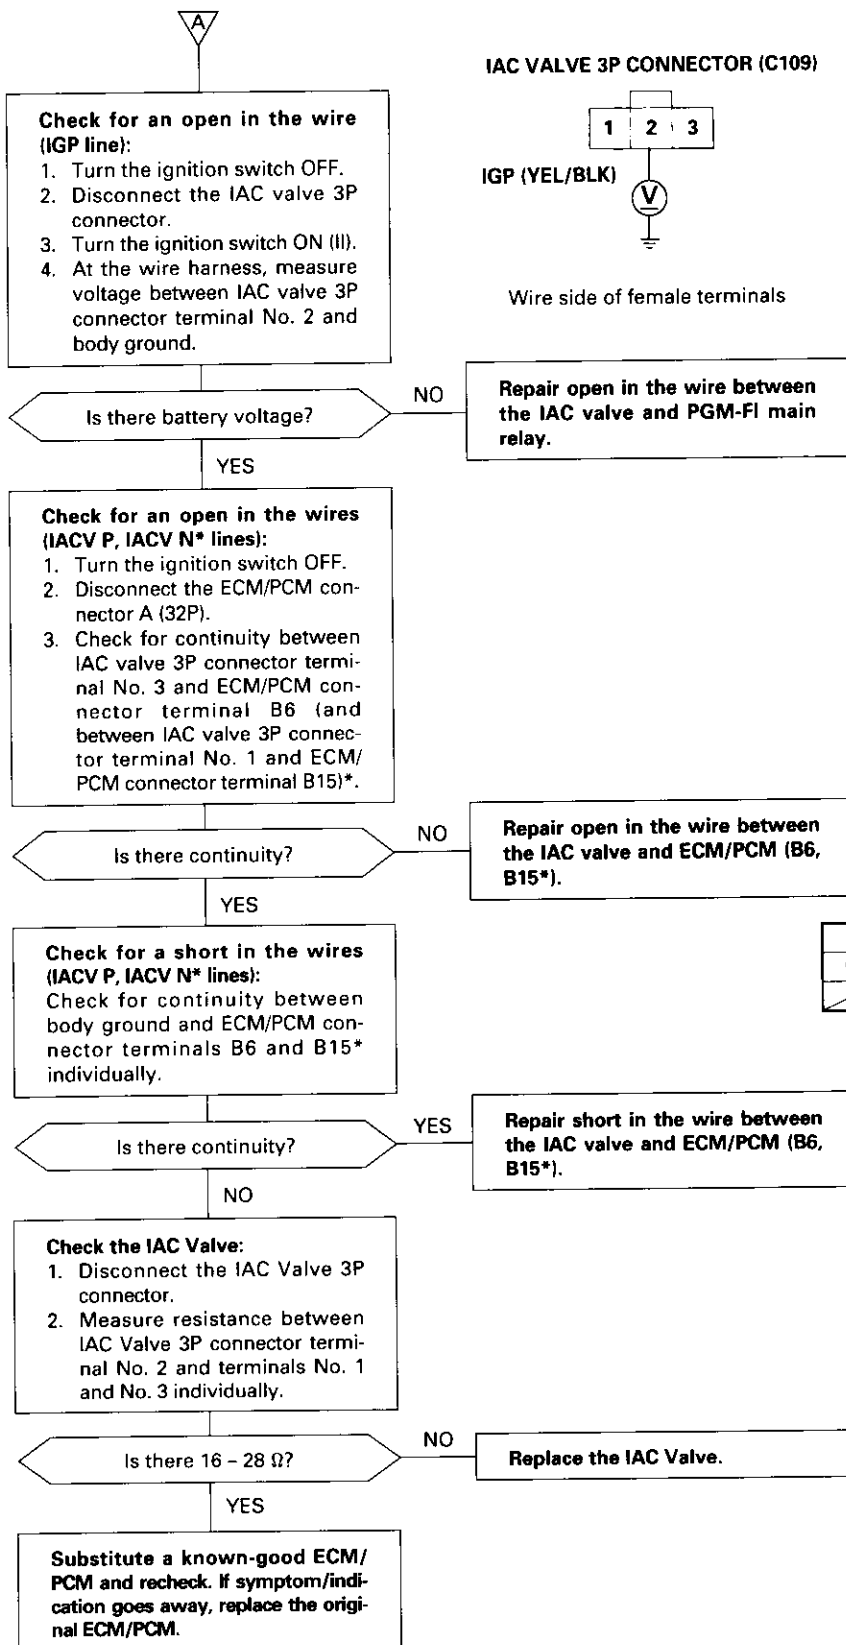 A
IAC VALVE 3P CONNECTOR (C109)
1 2 3
IGP (YEL/BLK)
V
Wire side of female terminals
Check for an open in the wire
(IGP line):
1. Turn the ignition switch OFF.
2. Disconnect the IAC valve 3P
connector.
3. Turn the ignition switch ON (II).
4. At the wire harness, measure
voltage between IAC valve 3P
connector terminal No. 2 and
body ground.
Is there battery voltage?
NO
Repair open in the wire between
the IAC valve and PGM-FI main
relay.
YES
Check for an open in the wires
(IACV P, IACV N* lines):
1. Turn the ignition switch OFF.
2. Disconnect the ECM/PCM con-
nector A (32P).
3. Check for continuity between
IAC valve 3P connector termi-
nal No. 3 and ECM/PCM con-
nector terminal B6 (and
between IAC valve 3P connec-
tor terminal No. 1 and ECM/
PCM connector terminal B15)*.
Is there continuity?
NO
Repair open in the wire between
the IAC valve and ECM/PCM (B6,
B15*).
YES
Check for a short in the wires
(IACV P, IACV N* lines):
Check for continuity between
body ground and ECM/PCM con-
nector terminals B6 and B15*
individually.
Is there continuity?
YES
Repair short in the wire between
the IAC valve and ECM/PCM (B6,
B15*).
NO
Check the IAC Valve:
1. Disconnect the IAC Valve 3P
connector.
2. Measure resistance between
IAC Valve 3P connector termi-
nal No. 2 and terminals No. 1
and No. 3 individually.
Is there 16 – 28 Ω?
NO
Replace the IAC Valve.
YES
Substitute a known-good ECM/
PCM and recheck. If symptom/indi-
cation goes away, replace the origi-
nal ECM/PCM.